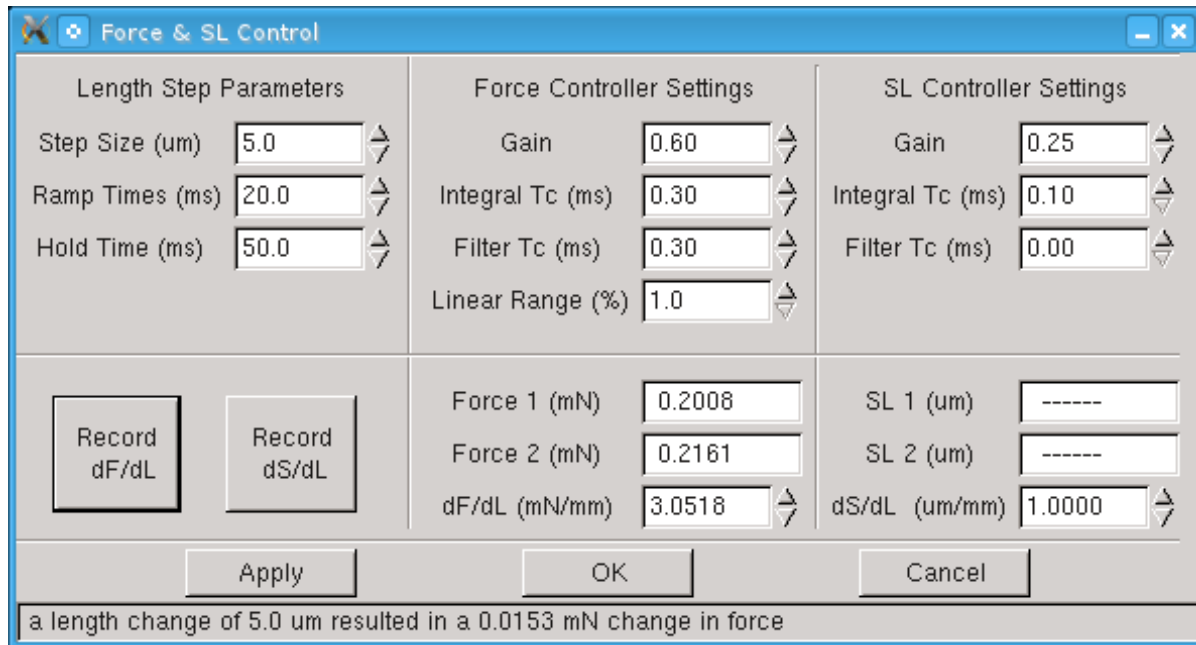 Force & SL Control
Length Step Parameters
Step Size (um) 5.0
Ramp Times (ms) 20.0
Hold Time (ms) 50.0
Force Controller Settings
Gain 0.60
Integral Tc (ms) 0.30
Filter Tc (ms) 0.30
Linear Range (%) 1.0
SL Controller Settings
Gain 0.25
Integral Tc (ms) 0.10
Filter Tc (ms) 0.00
Record
dF/dL
Record
dS/dL
Force 1 (mN) 0.2008
Force 2 (mN) 0.2161
dF/dL (mN/mm) 3.0518
SL 1 (um) ------
SL 2 (um) ------
dS/dL (um/mm) 1.0000
Apply OK Cancel
a length change of 5.0 um resulted in a 0.0153 mN change in force